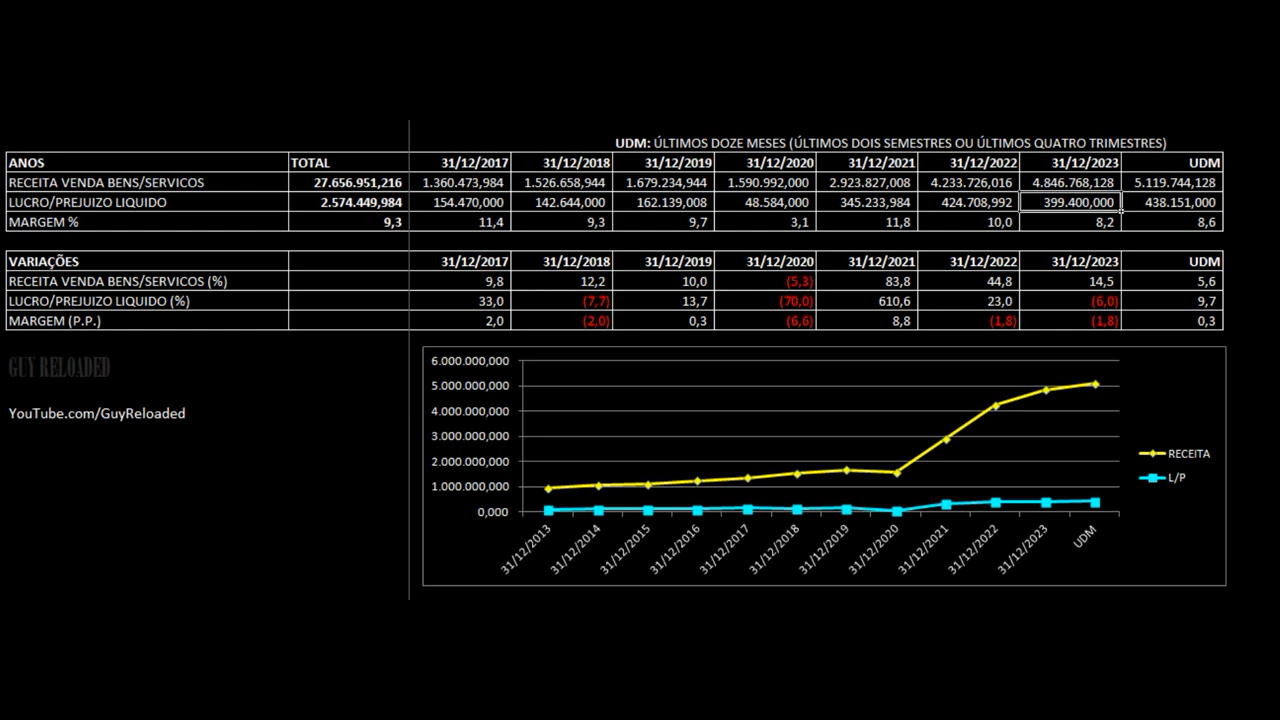 UDM: ÚLTIMOS DOZE MESES (ÚLTIMOS DOIS SEMESTRES OU ÚLTIMOS QUATRO TRIMESTRES)
ANOS TOTAL 31/12/2017 31/12/2018 31/12/2019 31/12/2020 31/12/2021 31/12/2022 31/12/2023 UDM
RECEITA VENDA BENS/SERVICOS 27.656.951,216 1.360.473,984 1.526.658,944 1.679.234,944 1.590.992,000 2.923.827,008 4.233.726,016 4.846.768,128 5.119.744,128
LUCRO/PREJUIZO LIQUIDO 2.574.449,984 154.470,000 142.644,000 162.139,008 48.584,000 345.233,984 424.708,992 399.400,000 438.151,000
MARGEM % 9,3 11,4 9,3 9,7 3,1 11,8 10,0 8,2 8,6
VARIAÇÕES 31/12/2017 31/12/2018 31/12/2019 31/12/2020 31/12/2021 31/12/2022 31/12/2023 UDM
RECEITA VENDA BENS/SERVICOS (%) 9,8 12,2 10,0 (5,3) 83,8 44,8 14,5 5,6
LUCRO/PREJUIZO LIQUIDO (%) 33,0 (7,7) 13,7 (70,0) 610,6 23,0 (6,0) 9,7
MARGEM (P.P.) 2,0 (2,0) 0,3 (6,6) 8,8 (1,8) (1,8) 0,3
GUY RELOADED
YouTube.com/GuyReloaded
6.000.000,000
5.000.000,000
4.000.000,000
3.000.000,000
2.000.000,000
1.000.000,000
0,000
RECEITA
L/P
31/12/2013 31/12/2014 31/12/2015 31/12/2016 31/12/2017 31/12/2018 31/12/2019 31/12/2020 31/12/2021 31/12/2022 31/12/2023 UDM